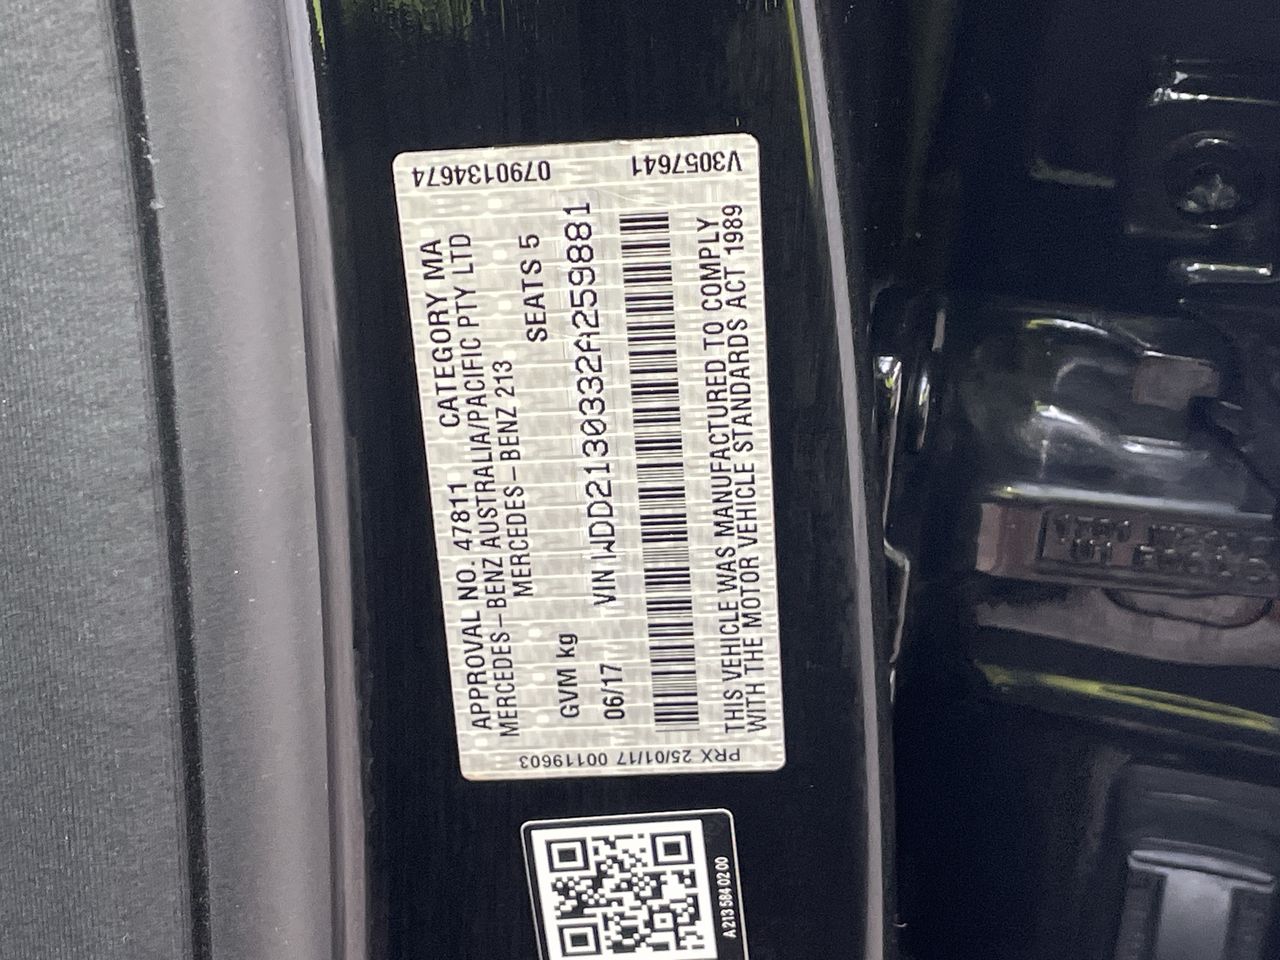 0790134674
V3057641
APPROVAL NO. 47811 CATEGORY MA
MERCEDES-BENZ AUSTRALIA/PACIFIC PTY LTD
MERCEDES-BENZ 213
SEATS 5
GVM kg
06/17 VIN WDD2130332A259881
THIS VEHICLE WAS MANUFACTURED TO COMPLY
WITH THE MOTOR VEHICLE STANDARDS ACT 1989
PRX 25/01/17 00119603
A 213 584 02 00